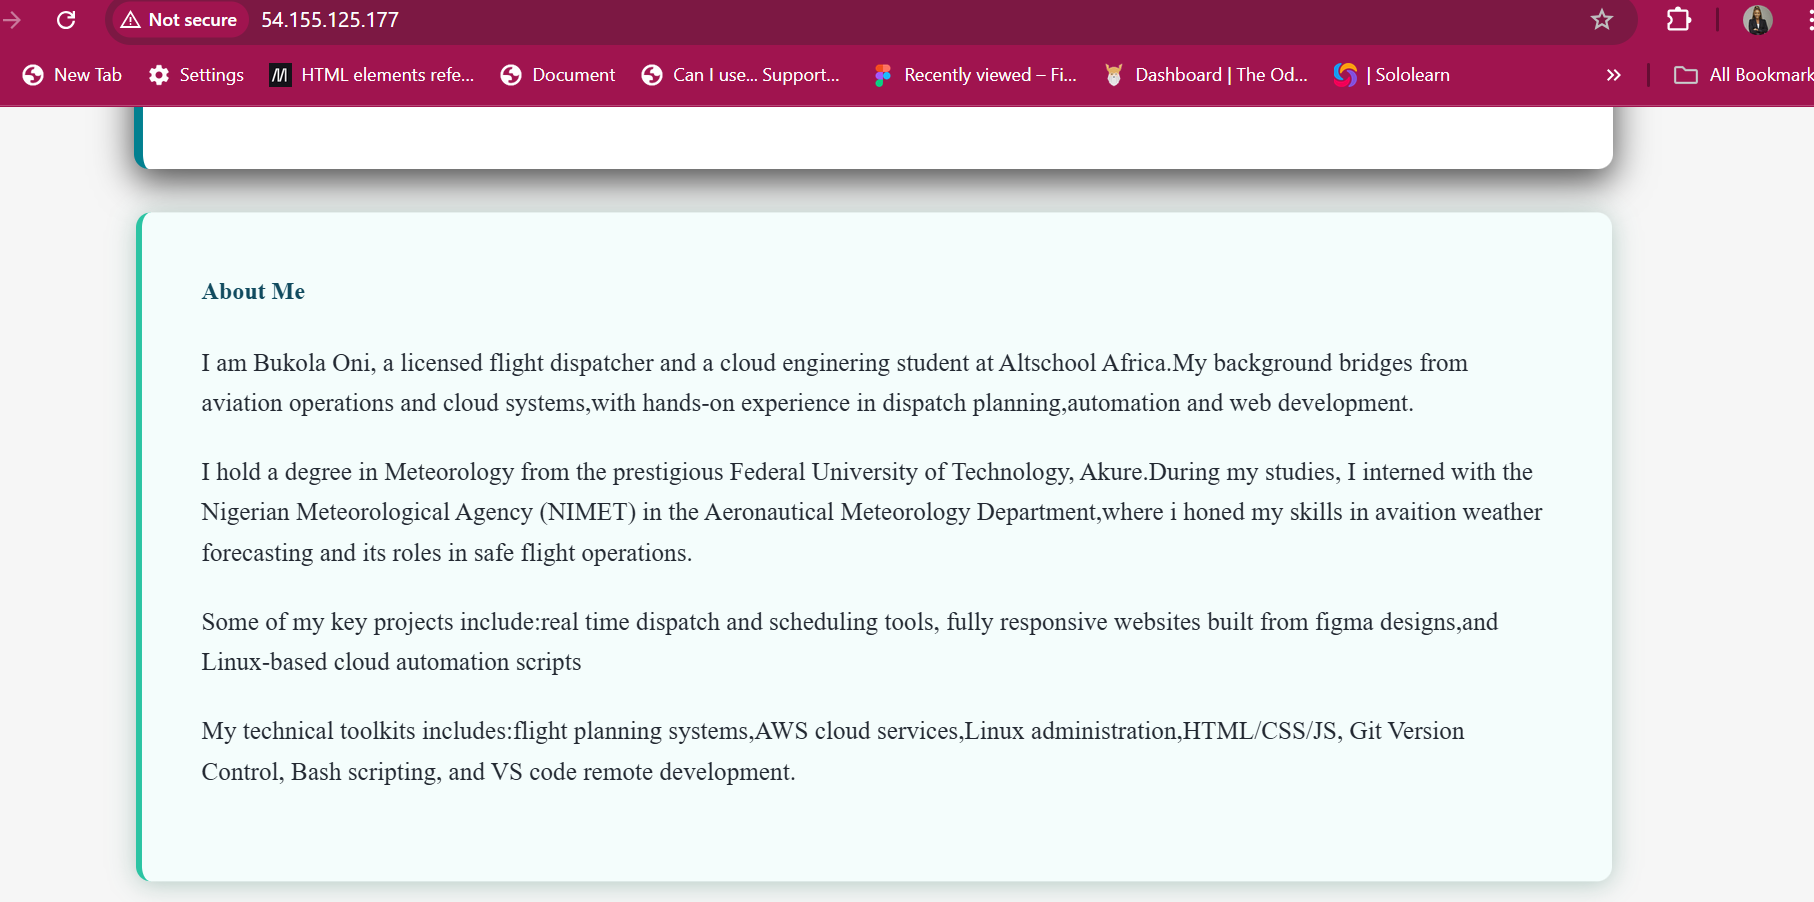 Not secure 54.155.125.177
New Tab Settings HTML elements refe... Document Can I use... Support... Recently viewed – Fi... Dashboard | The Od... | Sololearn » All Bookmark
About Me
I am Bukola Oni, a licensed flight dispatcher and a cloud enginering student at Altschool Africa.My background bridges from
aviation operations and cloud systems,with hands-on experience in dispatch planning,automation and web development.
I hold a degree in Meteorology from the prestigious Federal University of Technology, Akure.During my studies, I interned with the
Nigerian Meteorological Agency (NIMET) in the Aeronautical Meteorology Department,where i honed my skills in avaition weather
forecasting and its roles in safe flight operations.
Some of my key projects include:real time dispatch and scheduling tools, fully responsive websites built from figma designs,and
Linux-based cloud automation scripts
My technical toolkits includes:flight planning systems,AWS cloud services,Linux administration,HTML/CSS/JS, Git Version
Control, Bash scripting, and VS code remote development.